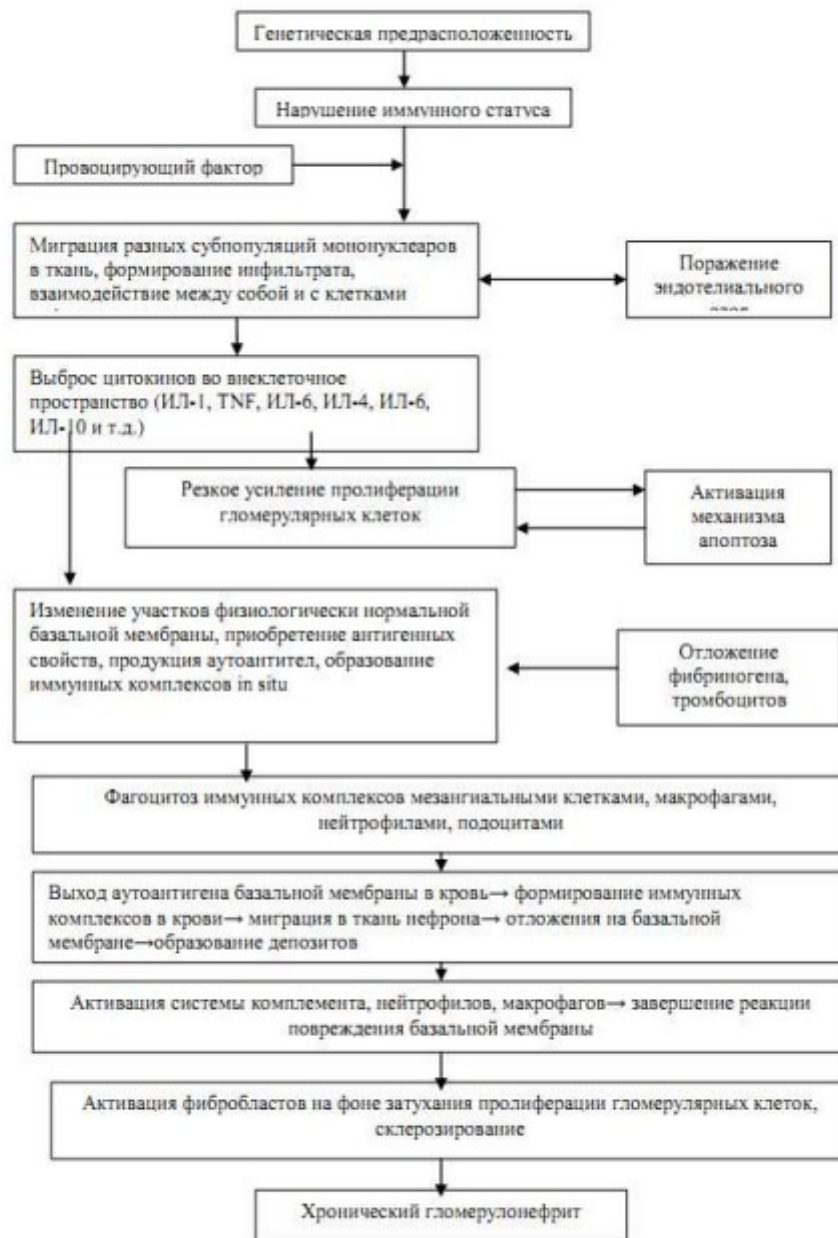 Генетическая предрасположенность
Нарушение иммунного статуса
Провоцирующий фактор
Миграция разных субпопуляций мононуклеаров
в ткань, формирование инфильтрата,
взаимодействие между собой и с клетками
Поражение
эндотелиального
Выброс цитокинов во внеклеточное
пространство (ИЛ-1, TNF, ИЛ-6, ИЛ-4, ИЛ-6,
ИЛ-10 и т.д.)
Резкое усиление пролиферации
гломерулярных клеток
Активация
механизма
апоптоза
Изменение участков физиологически нормальной
базальной мембраны, приобретение антигенных
свойств, продукция аутоантител, образование
иммунных комплексов in situ
Отложение
фибриногена,
тромбоцитов
Фагоцитоз иммунных комплексов мезангиальными клетками, макрофагами,
нейтрофилами, подоцитами
Выход аутоантигена базальной мембраны в кровь→ формирование иммунных
комплексов в крови→ миграция в ткань нефрона→ отложения на базальной
мембране→образование депозитов
Активация системы комплемента, нейтрофилов, макрофагов→ завершение реакции
повреждения базальной мембраны
Активация фибробластов на фоне затухания пролиферации гломерулярных клеток,
склерозирование
Хронический гломерулонефрит